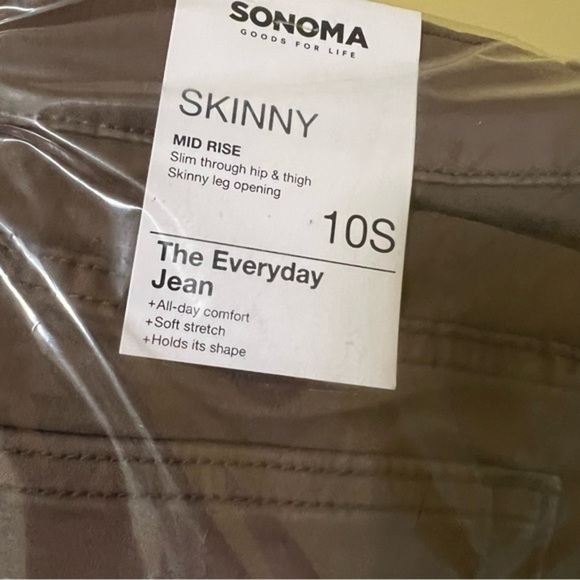 SONOMA
GOODS FOR LIFE
SKINNY
MID RISE
Slim through hip & thigh
Skinny leg opening
10S
The Everyday
Jean
+All-day comfort
+Soft stretch
+Holds its shape